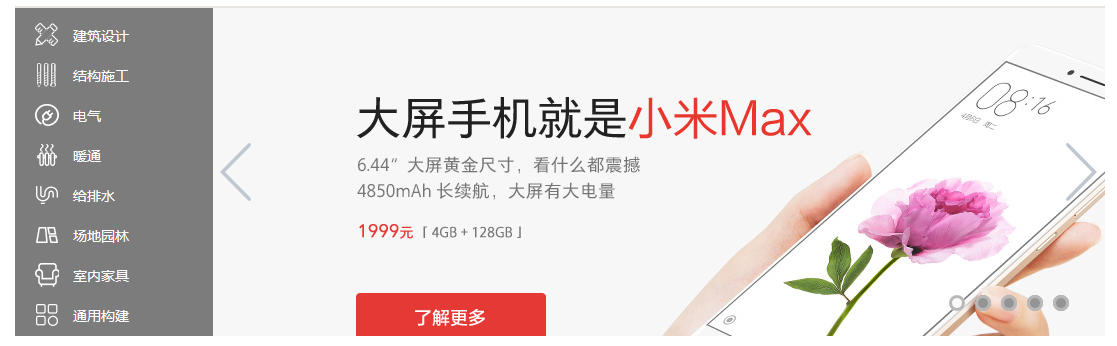 建筑设计
结构施工
电气
暖通
给排水
场地园林
室内家具
通用构建
大屏手机就是小米Max
6.44”大屏黄金尺寸，看什么都震撼
4850mAh 长续航，大屏有大电量
1999元「 4GB + 128GB 」
了解更多
08:16